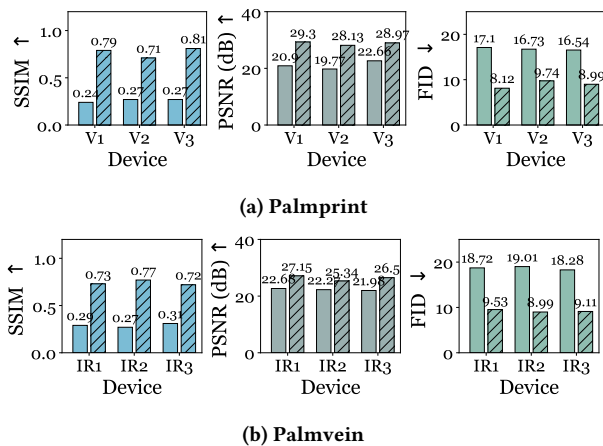 SSIM ↑
1.0
0.5
0.0
0.24
0.79
0.27
0.71
0.27
0.81
V1 V2 V3
Device
PSNR (dB) ↑
40
20
0
20.9
29.3
19.77
28.13
22.66
28.97
V1 V2 V3
Device
FID ↓
20
10
0
17.1
8.12
16.73
9.74
16.54
8.99
V1 V2 V3
Device
(a) Palmprint
SSIM ↑
1.0
0.5
0.0
0.29
0.73
0.27
0.77
0.31
0.72
IR1 IR2 IR3
Device
PSNR (dB) ↑
40
20
0
27.15
25.34
26.5
IR1 IR2 IR3
Device
FID ↓
20
10
0
18.72
9.53
19.01
8.99
18.28
9.11
IR1 IR2 IR3
Device
(b) Palmvein